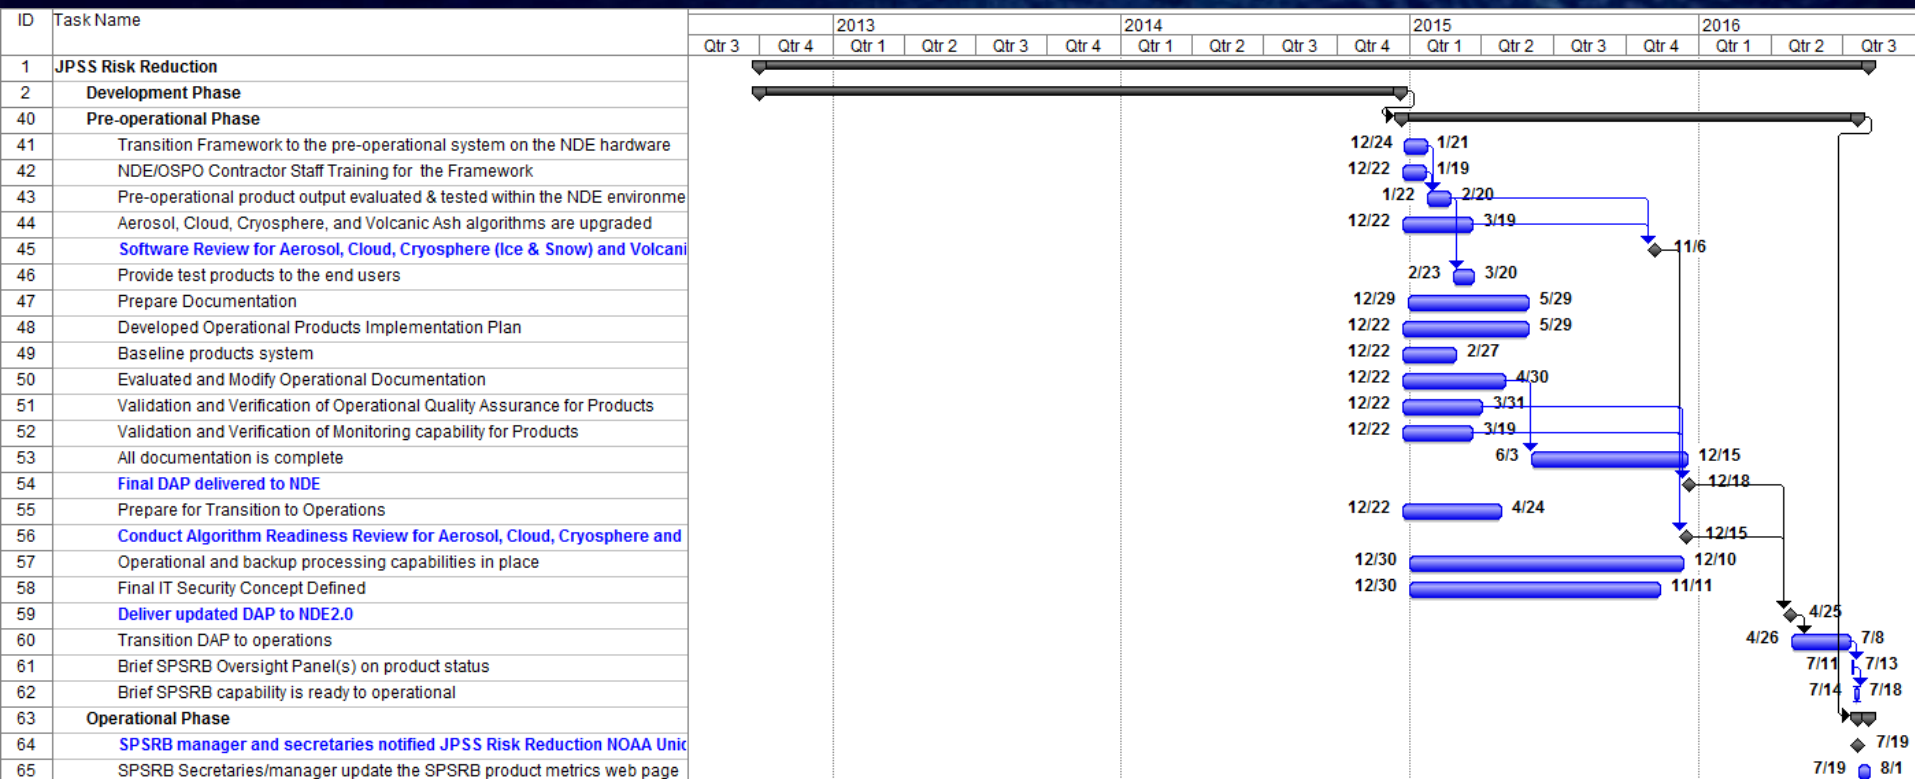 ID Task Name 2013 2014 2015 2016
Qtr 3 Qtr 4 Qtr 1 Qtr 2 Qtr 3 Qtr 4 Qtr 1 Qtr 2 Qtr 3 Qtr 4 Qtr 1 Qtr 2 Qtr 3 Qtr 4 Qtr 1 Qtr 2 Qtr 3
1 JPSS Risk Reduction
2 Development Phase
40 Pre-operational Phase
41 Transition Framework to the pre-operational system on the NDE hardware 12/24 1/21
42 NDE/OSPO Contractor Staff Training for the Framework 12/22 1/19
43 Pre-operational product output evaluated & tested within the NDE environme 1/22 2/20
44 Aerosol, Cloud, Cryosphere, and Volcanic Ash algorithms are upgraded 12/22 3/19
45 Software Review for Aerosol, Cloud, Cryosphere (Ice & Snow) and Volcani 11/6
46 Provide test products to the end users 2/23 3/20
47 Prepare Documentation 12/29 5/29
48 Developed Operational Products Implementation Plan 12/22 5/29
49 Baseline products system 12/22 2/27
50 Evaluated and Modify Operational Documentation 12/22 4/30
51 Validation and Verification of Operational Quality Assurance for Products 12/22 3/31
52 Validation and Verification of Monitoring capability for Products 12/22 3/19
53 All documentation is complete 6/3 12/15
54 Final DAP delivered to NDE 12/18
55 Prepare for Transition to Operations 12/22 4/24
56 Conduct Algorithm Readiness Review for Aerosol, Cloud, Cryosphere and 12/15
57 Operational and backup processing capabilities in place 12/30 12/10
58 Final IT Security Concept Defined 12/30 11/11
59 Deliver updated DAP to NDE2.0 4/25
60 Transition DAP to operations 4/26 7/8
61 Brief SPSRB Oversight Panel(s) on product status 7/11 7/13
62 Brief SPSRB capability is ready to operational 7/14 7/18
63 Operational Phase
64 SPSRB manager and secretaries notified JPSS Risk Reduction NOAA Unic 7/19
65 SPSRB Secretaries/manager update the SPSRB product metrics web page 7/19 8/1